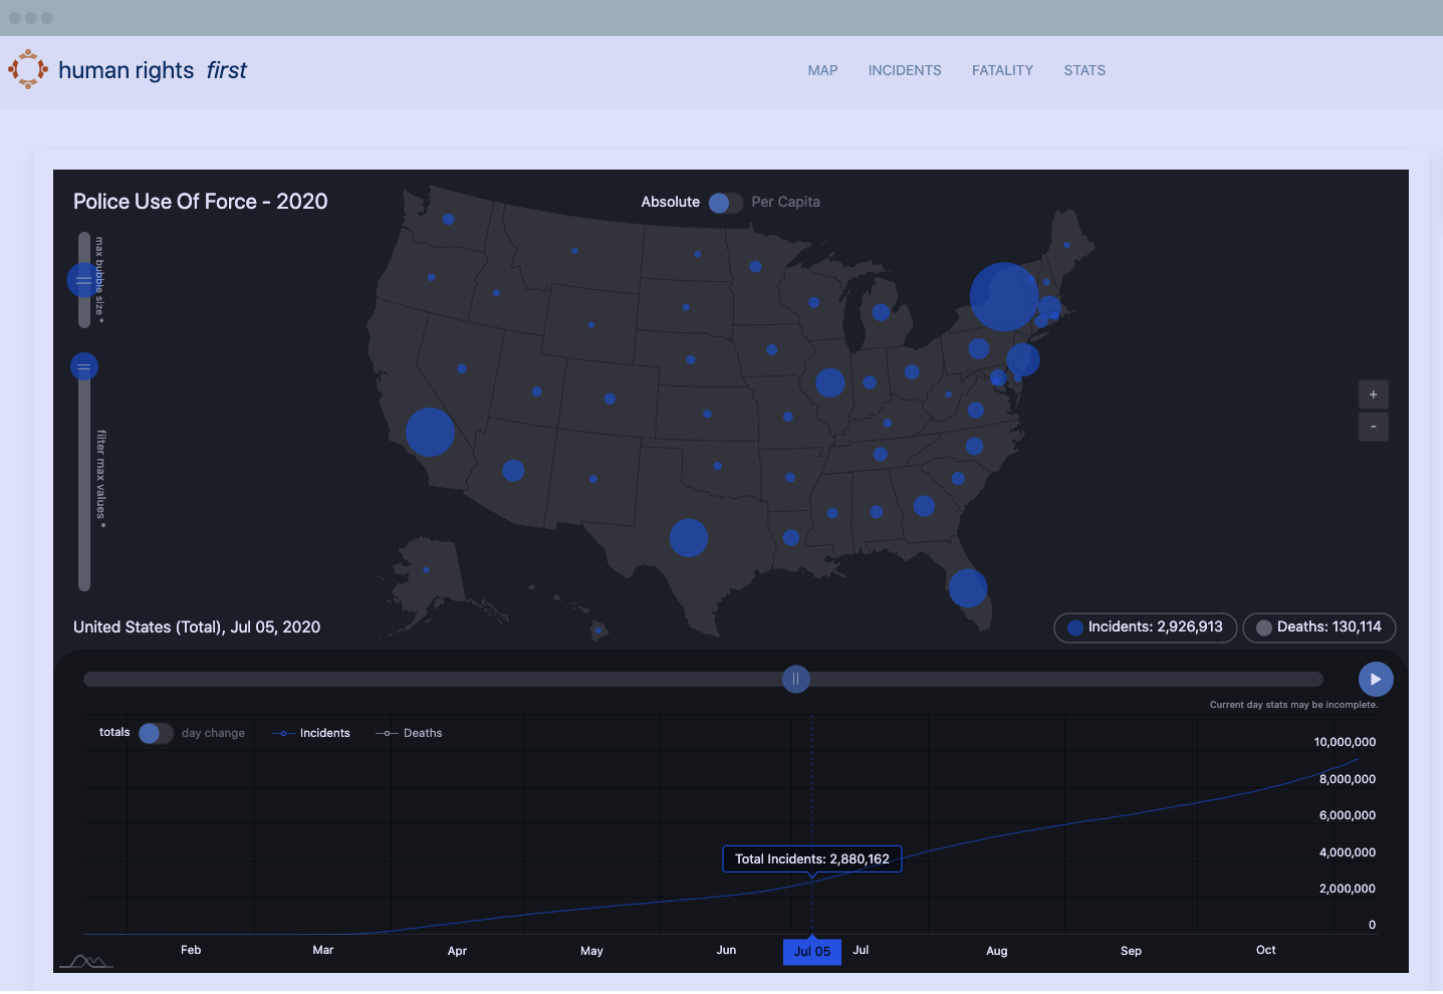 human rights first
MAP INCIDENTS FATALITY STATS
Police Use Of Force - 2020
Absolute Per Capita
max bubble size *
filter max values *
+
-
United States (Total), Jul 05, 2020
Incidents: 2,926,913 Deaths: 130,114
Current day stats may be incomplete.
totals day change Incidents Deaths
10,000,000
8,000,000
6,000,000
4,000,000
Total Incidents: 2,880,162
2,000,000
0
Feb Mar Apr May Jun Jul 05 Jul Aug Sep Oct